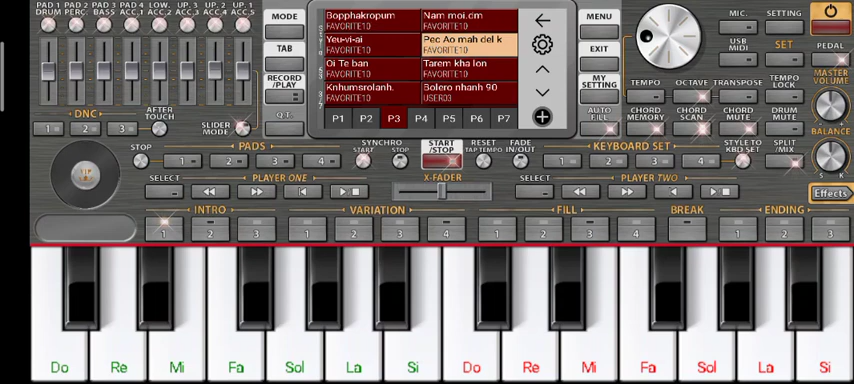 PAD 1 PAD 2 PAD 3 PAD 4 LOW. UP. 3 UP. 2 UP. 1
DRUM PERC. BASS ACC.1 ACC.2 ACC.3 ACC.4 ACC.5
DNC
1 2 3
AFTER TOUCH
SLIDER MODE
MODE
TAB
RECORD /PLAY
Q.T.
Bopphakropum Nam moi.dm
FAVORITE10 FAVORITE10
Yeu-vi-ai Pec Ao mah del k
FAVORITE10 FAVORITE10
Oi Te ban Tarem kha lon
FAVORITE10 FAVORITE10
Knhumsrolanh. Bolero nhanh 90
FAVORITE10 USER03
P1 P2 P3 P4 P5 P6 P7
MENU
EXIT
MY SETTING
AUTO FILL
MIC. SETTING
USB MIDI SET PEDAL
TEMPO OCTAVE TRANSPOSE TEMPO LOCK
CHORD MEMORY CHORD SCAN CHORD MUTE DRUM MUTE
MASTER VOLUME
BALANCE
S K
Effects
STOP PADS SYNCHRO START STOP START /STOP RESET TAP TEMPO FADE IN/OUT KEYBOARD SET STYLE TO KBD SET SPLIT /MIX
1 2 3 4 1 2 3 4
SELECT PLAYER ONE X-FADER SELECT PLAYER TWO
INTRO VARIATION FILL BREAK ENDING
1 2 3 1 2 3 4 1 2 3 4 1 2 3
Do Re Mi Fa Sol La Si Do Re Mi Fa Sol La Si